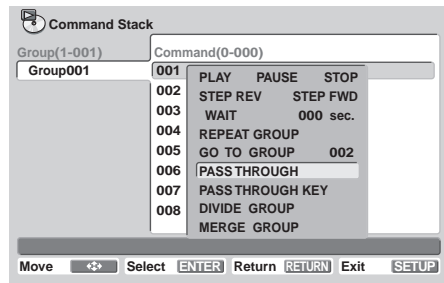 Command Stack
Group(1-001) Command(0-000)
Group001
001
002
003
004
005
006
007
008
PLAY PAUSE STOP
STEP REV STEP FWD
WAIT 000 sec.
REPEAT GROUP
GO TO GROUP 002
PASS THROUGH
PASS THROUGH KEY
DIVIDE GROUP
MERGE GROUP
Move Select ENTER Return RETURN Exit SETUP